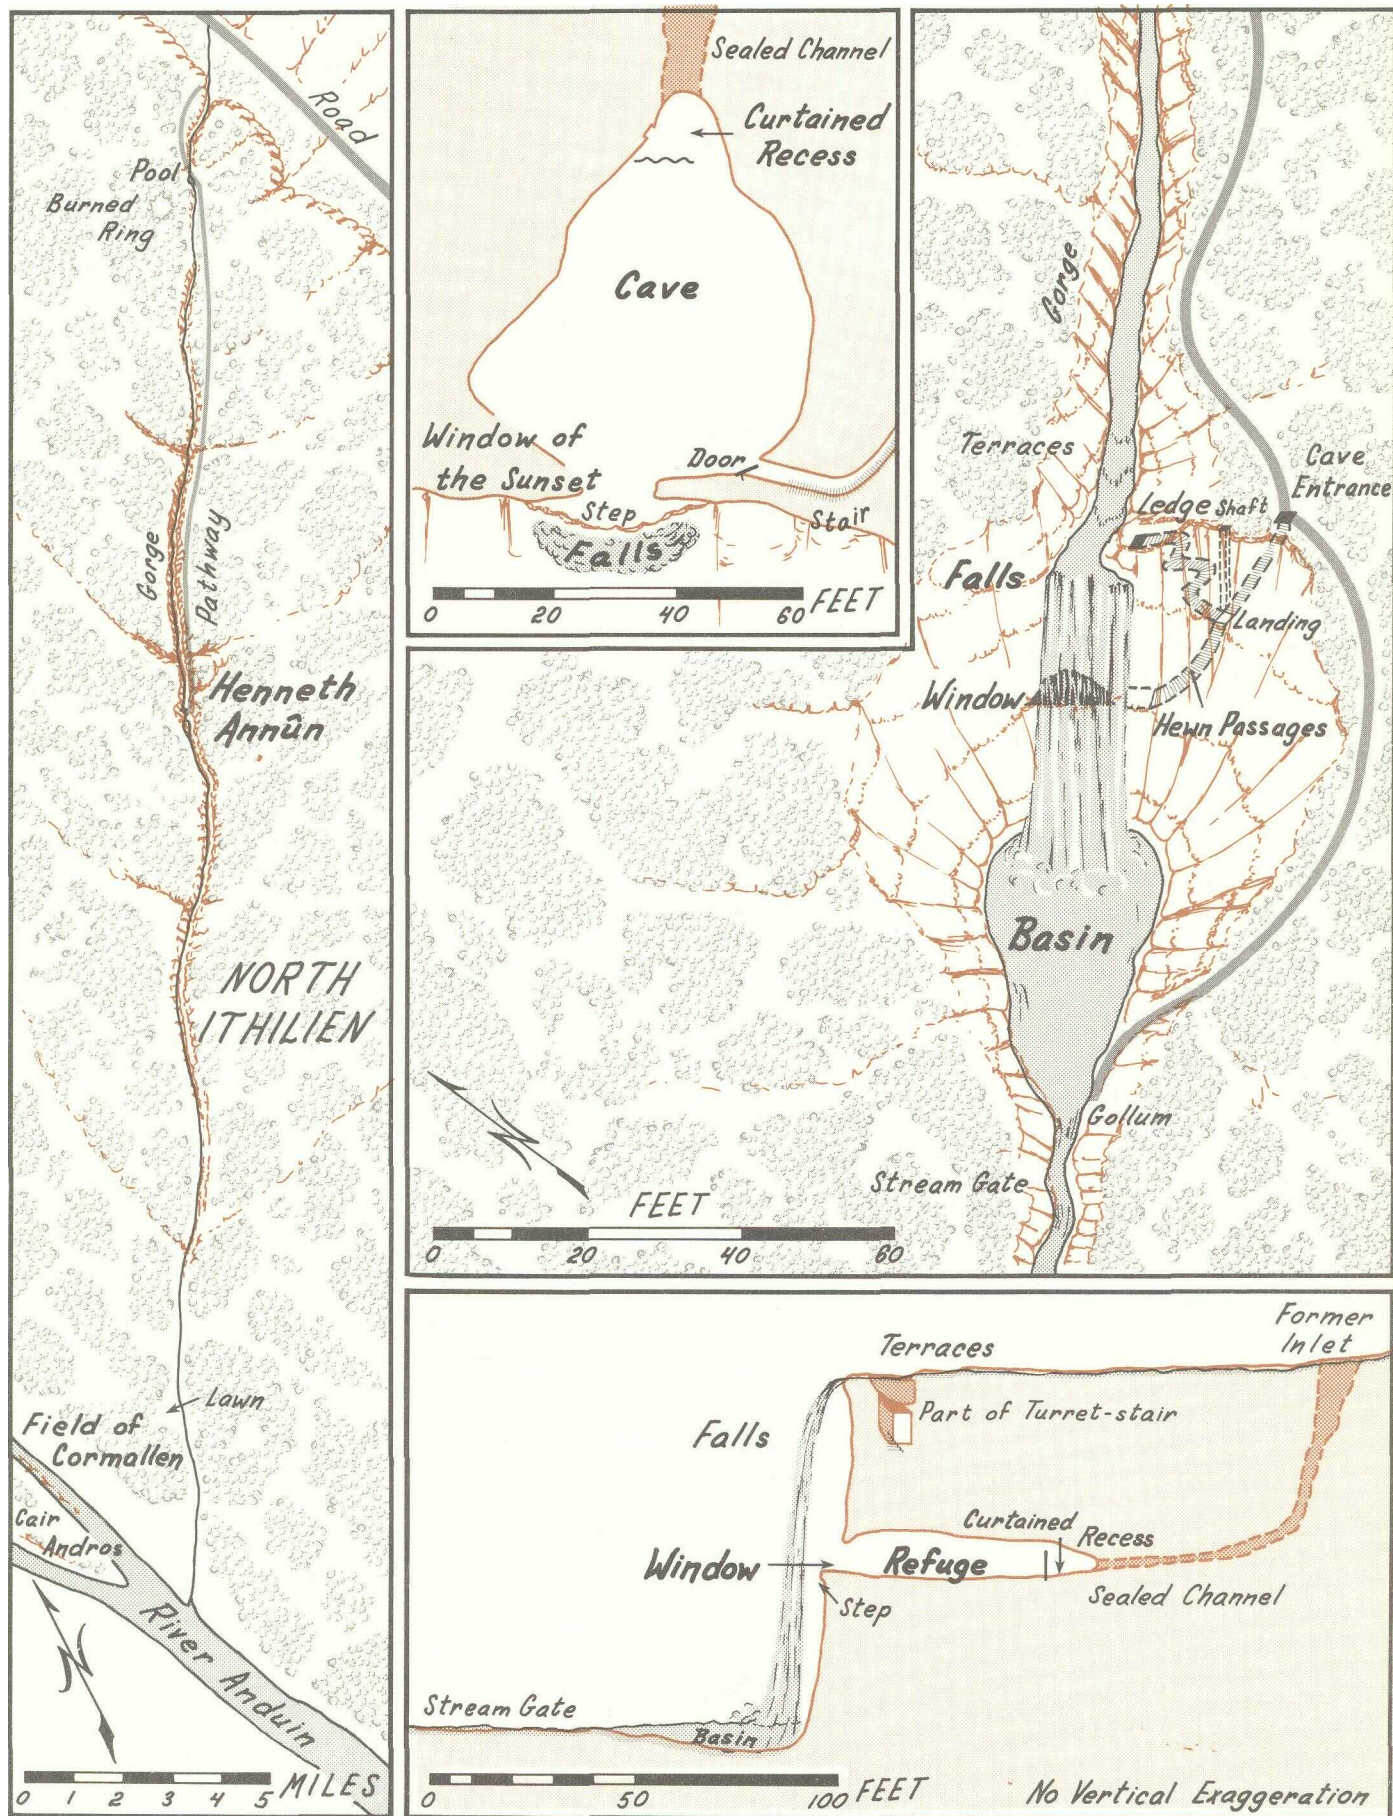 Road
Pool
Burned
Ring
Gorge
Pathway
Henneth
Annûn
NORTH
ITHILIEN
Lawn
Field of
Cormallen
Cair
Andros
River Anduin
N
0 1 2 3 4 5 MILES
Sealed Channel
Curtained
Recess
Cave
Window of
the Sunset
Door
Step
Stair
Falls
0 20 40 60 FEET
Gorge
Terraces
Cave
Entrance
Ledge Shaft
Falls
Landing
Window
Hewn Passages
Basin
Gollum
Stream Gate
N
FEET
0 20 40 60
Former
Inlet
Terraces
Part of Turret-stair
Falls
Curtained
Recess
Window
Refuge
Step
Sealed Channel
Stream Gate
Basin
0 50 100 FEET
No Vertical Exaggeration